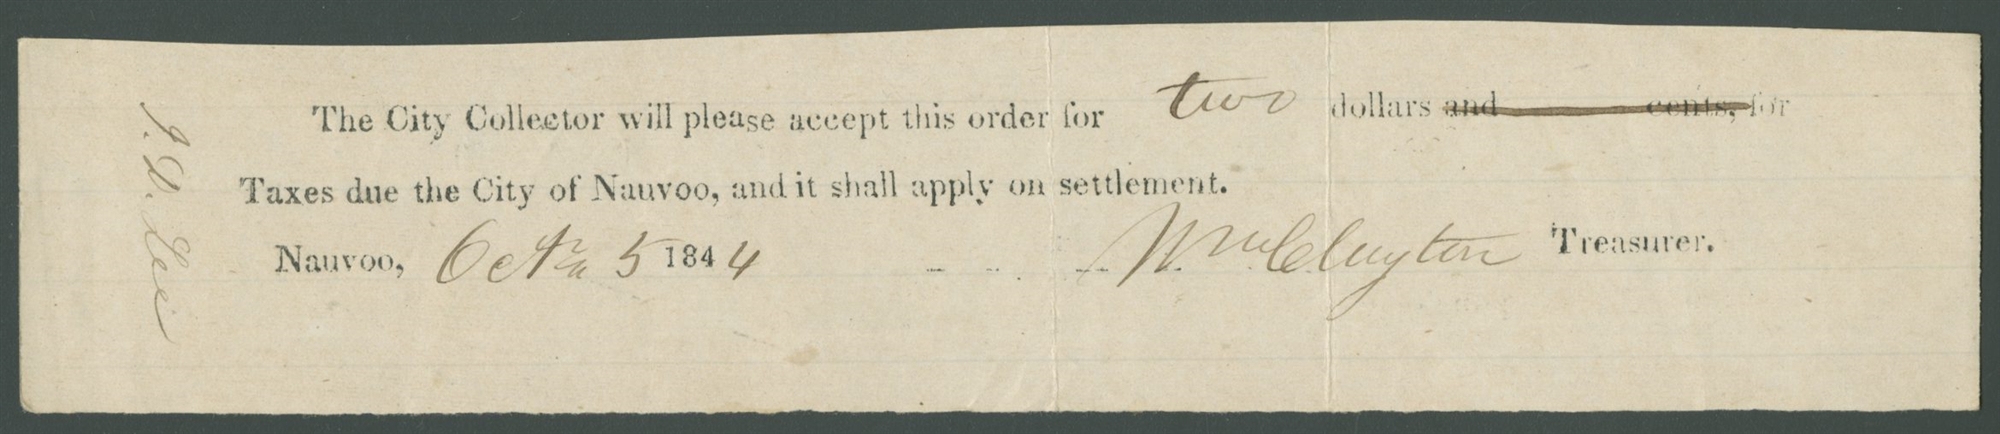 The City Collector will please accept this order for two dollars and cents, for
Taxes due the City of Nauvoo, and it shall apply on settlement.
Nauvoo, Octr. 5 1844 Wm Clayton Treasurer.
J. D. Lee